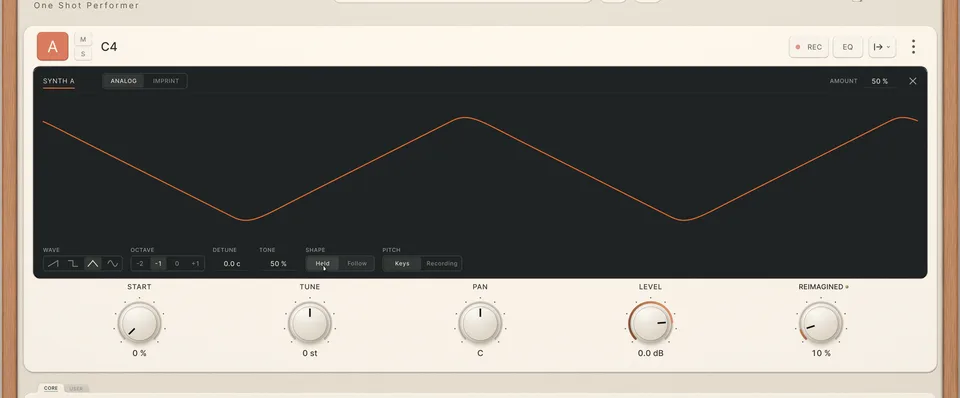 One Shot Performer
A
M
S
C4
REC
EQ
SYNTH A
ANALOG
IMPRINT
AMOUNT
50 %
WAVE
OCTAVE
DETUNE
TONE
SHAPE
PITCH
-2
-1
0
+1
0.0 c
50 %
Held
Follow
Keys
Recording
START
TUNE
PAN
LEVEL
REIMAGINED
0 %
0 st
C
0.0 dB
10 %
CORE
USER